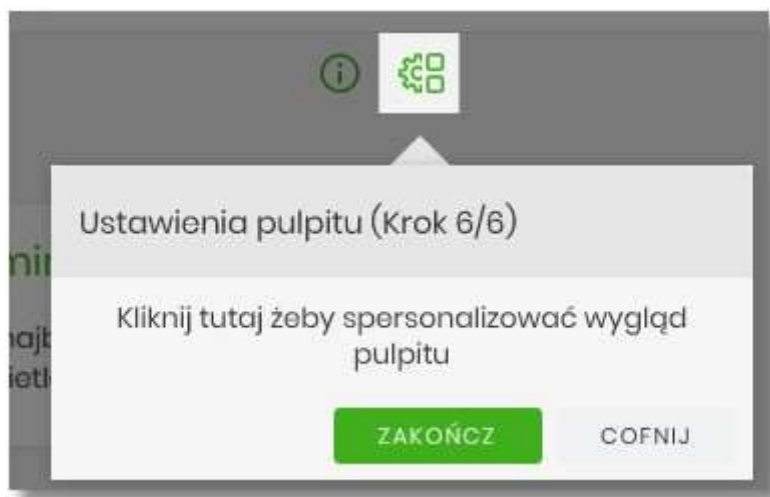 Ustawienia pulpitu (Krok 6/6)
Kliknij tutaj żeby spersonalizować wygląd
pulpitu
ZAKOŃCZ COFNIJ